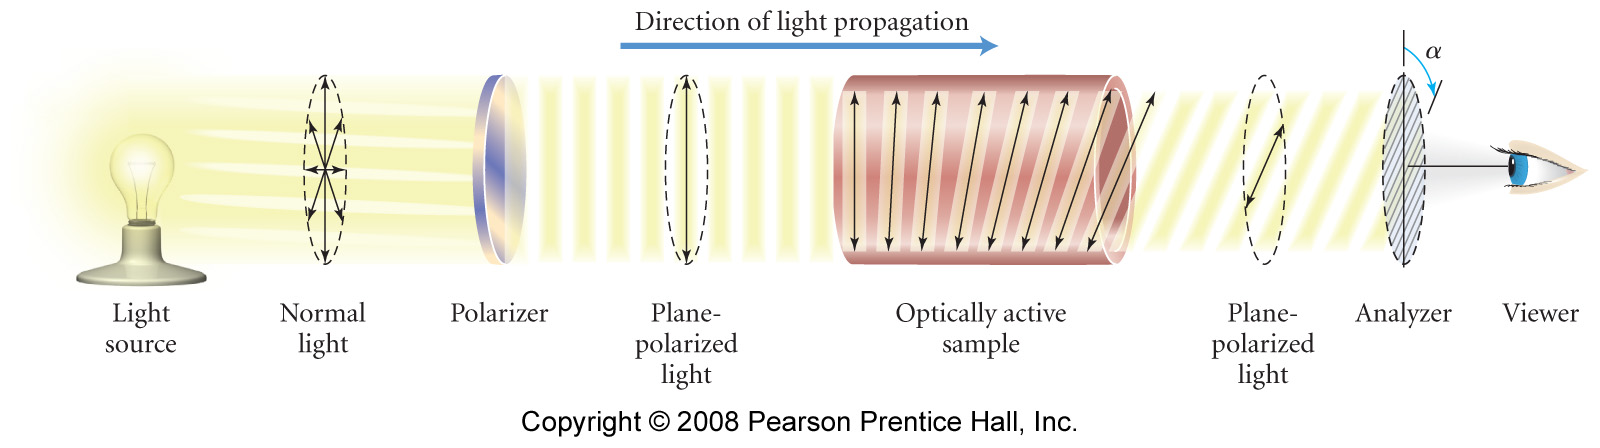 Direction of light propagation
α
Light
source
Normal
light
Polarizer
Plane-
polarized
light
Optically active
sample
Plane-
polarized
light
Analyzer
Viewer
Copyright © 2008 Pearson Prentice Hall, Inc.